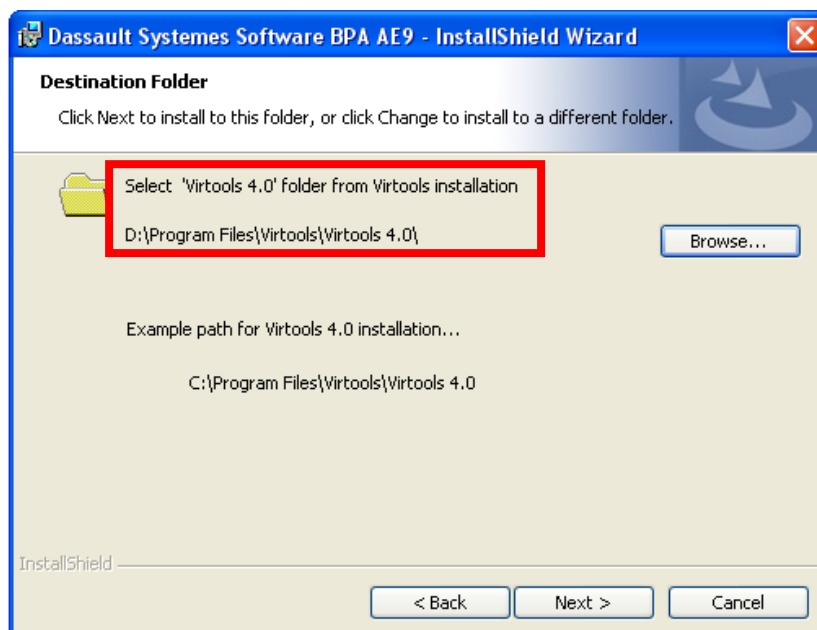 Dassault Systemes Software BPA AE9 - InstallShield Wizard
Destination Folder
Click Next to install to this folder, or click Change to install to a different folder.
Select 'Virtools 4.0' folder from Virtools installation
D:\Program Files\Virtools\Virtools 4.0\
Browse...
Example path for Virtools 4.0 installation...
C:\Program Files\Virtools\Virtools 4.0
InstallShield
< Back
Next >
Cancel